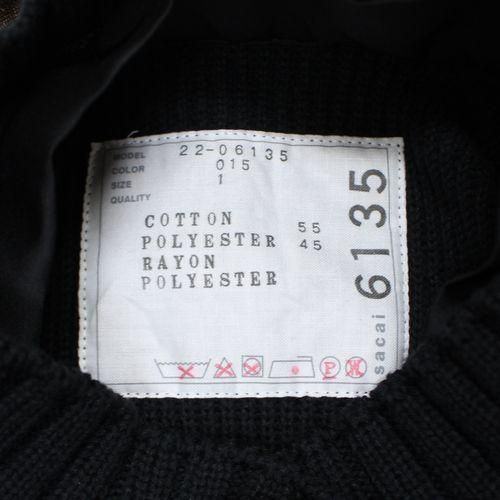 MODEL 22-06135
COLOR 015
SIZE 1
QUALITY
COTTON 55
POLYESTER 45
RAYON
POLYESTER
sacai 6135
P
W